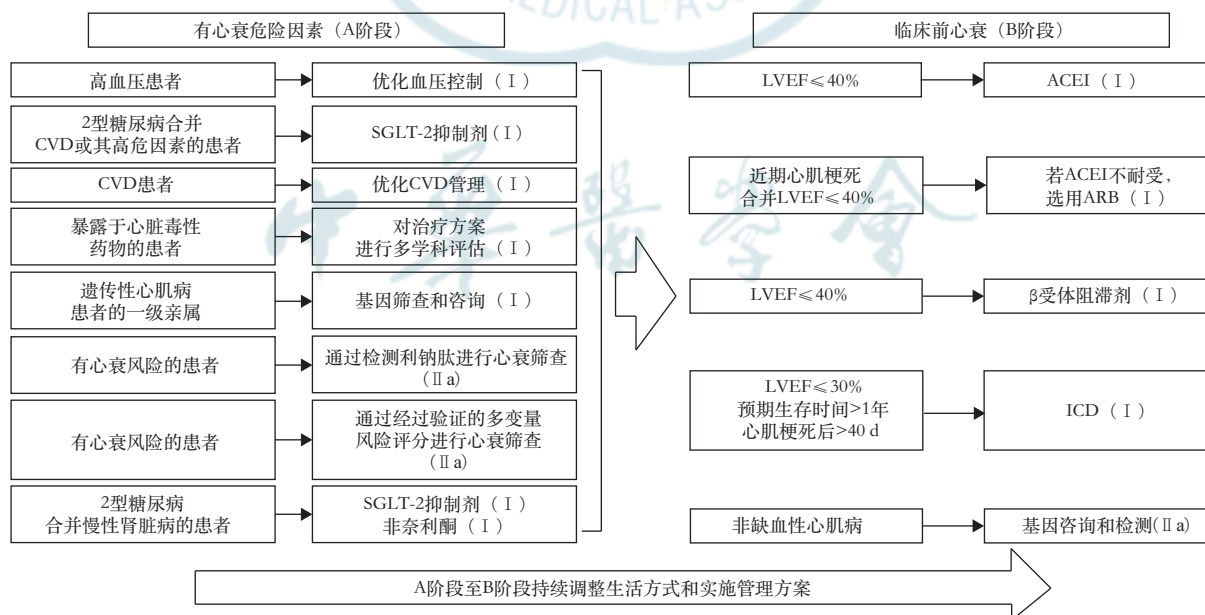 MEDICAL ASS
有心衰危险因素（A阶段）
高血压患者
优化血压控制（Ⅰ）
2型糖尿病合并
CVD或其高危因素的患者
SGLT-2抑制剂(Ⅰ)
CVD患者
优化CVD管理（Ⅰ）
暴露于心脏毒性
药物的患者
对治疗方案
进行多学科评估（Ⅰ）
遗传性心肌病
患者的一级亲属
基因筛查和咨询（Ⅰ）
有心衰风险的患者
通过检测利钠肽进行心衰筛查
（Ⅱa）
有心衰风险的患者
通过经过验证的多变量
风险评分进行心衰筛查
（Ⅱa）
2型糖尿病
合并慢性肾脏病的患者
SGLT-2抑制剂（Ⅰ）
非奈利酮（Ⅰ）
临床前心衰（B阶段）
LVEF≤40%
ACEI（Ⅰ）
近期心肌梗死
合并LVEF≤40%
若ACEI不耐受，
选用ARB（Ⅰ）
LVEF≤40%
β受体阻滞剂（Ⅰ）
LVEF≤30%
预期生存时间>1年
心肌梗死后>40 d
ICD（Ⅰ）
非缺血性心肌病
基因咨询和检测(Ⅱa)
A阶段至B阶段持续调整生活方式和实施管理方案
中华醫學會